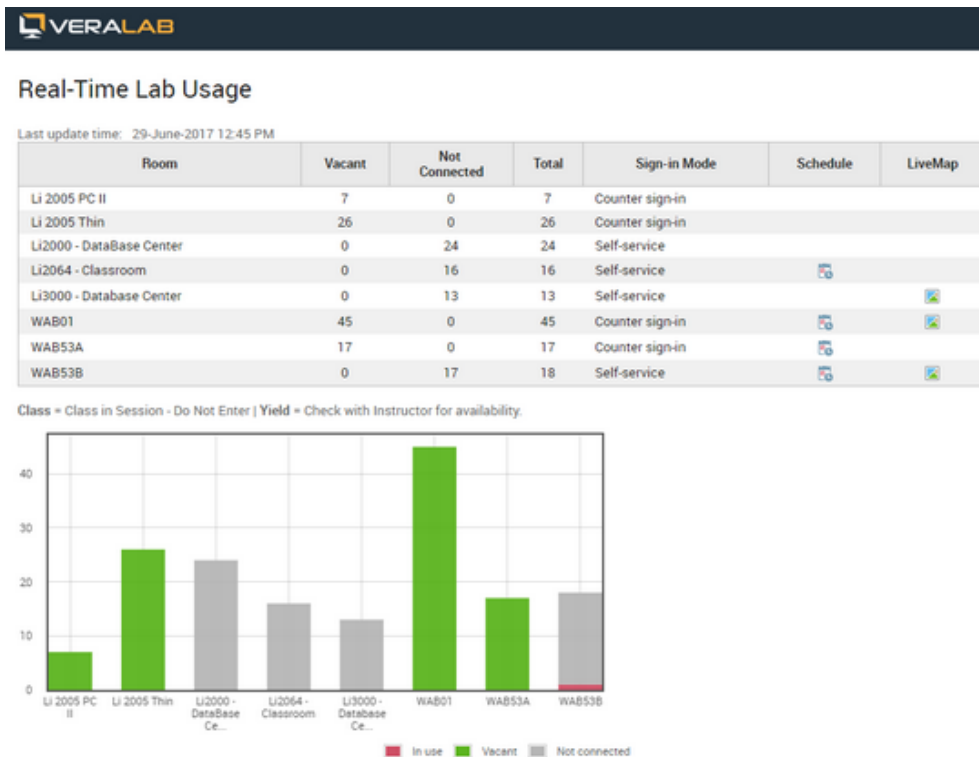 VERALAB
Real-Time Lab Usage
Last update time: 29-June-2017 12:45 PM
Room Vacant Not Connected Total Sign-in Mode Schedule LiveMap
Li 2005 PC II 7 0 7 Counter sign-in
Li 2005 Thin 26 0 26 Counter sign-in
Li2000 - DataBase Center 0 24 24 Self-service
Li2064 - Classroom 0 16 16 Self-service
Li3000 - Database Center 0 13 13 Self-service
WAB01 45 0 45 Counter sign-in
WAB53A 17 0 17 Counter sign-in
WAB53B 0 17 18 Self-service
Class = Class in Session - Do Not Enter | Yield = Check with Instructor for availability.
40
30
20
10
0
Li 2005 PC II Li 2005 Thin Li2000 - DataBase Ce... Li2064 - Classroom Li3000 - Database Ce... WAB01 WAB53A WAB53B
In use Vacant Not connected